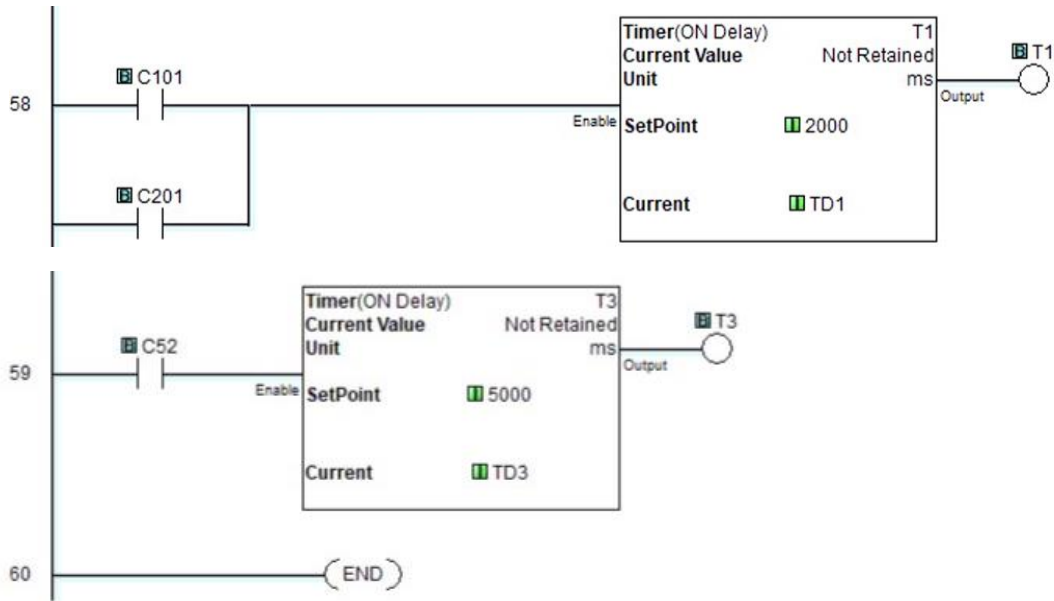 Timer(ON Delay) T1
Current Value Not Retained
B T1
B C101
Unit ms
58
Output
Enable
SetPoint 2000
B C201
Current TD1
Timer(ON Delay) T3
Current Value Not Retained
B T3
B C52
Unit ms
59
Output
Enable
SetPoint 5000
Current TD3
60
END